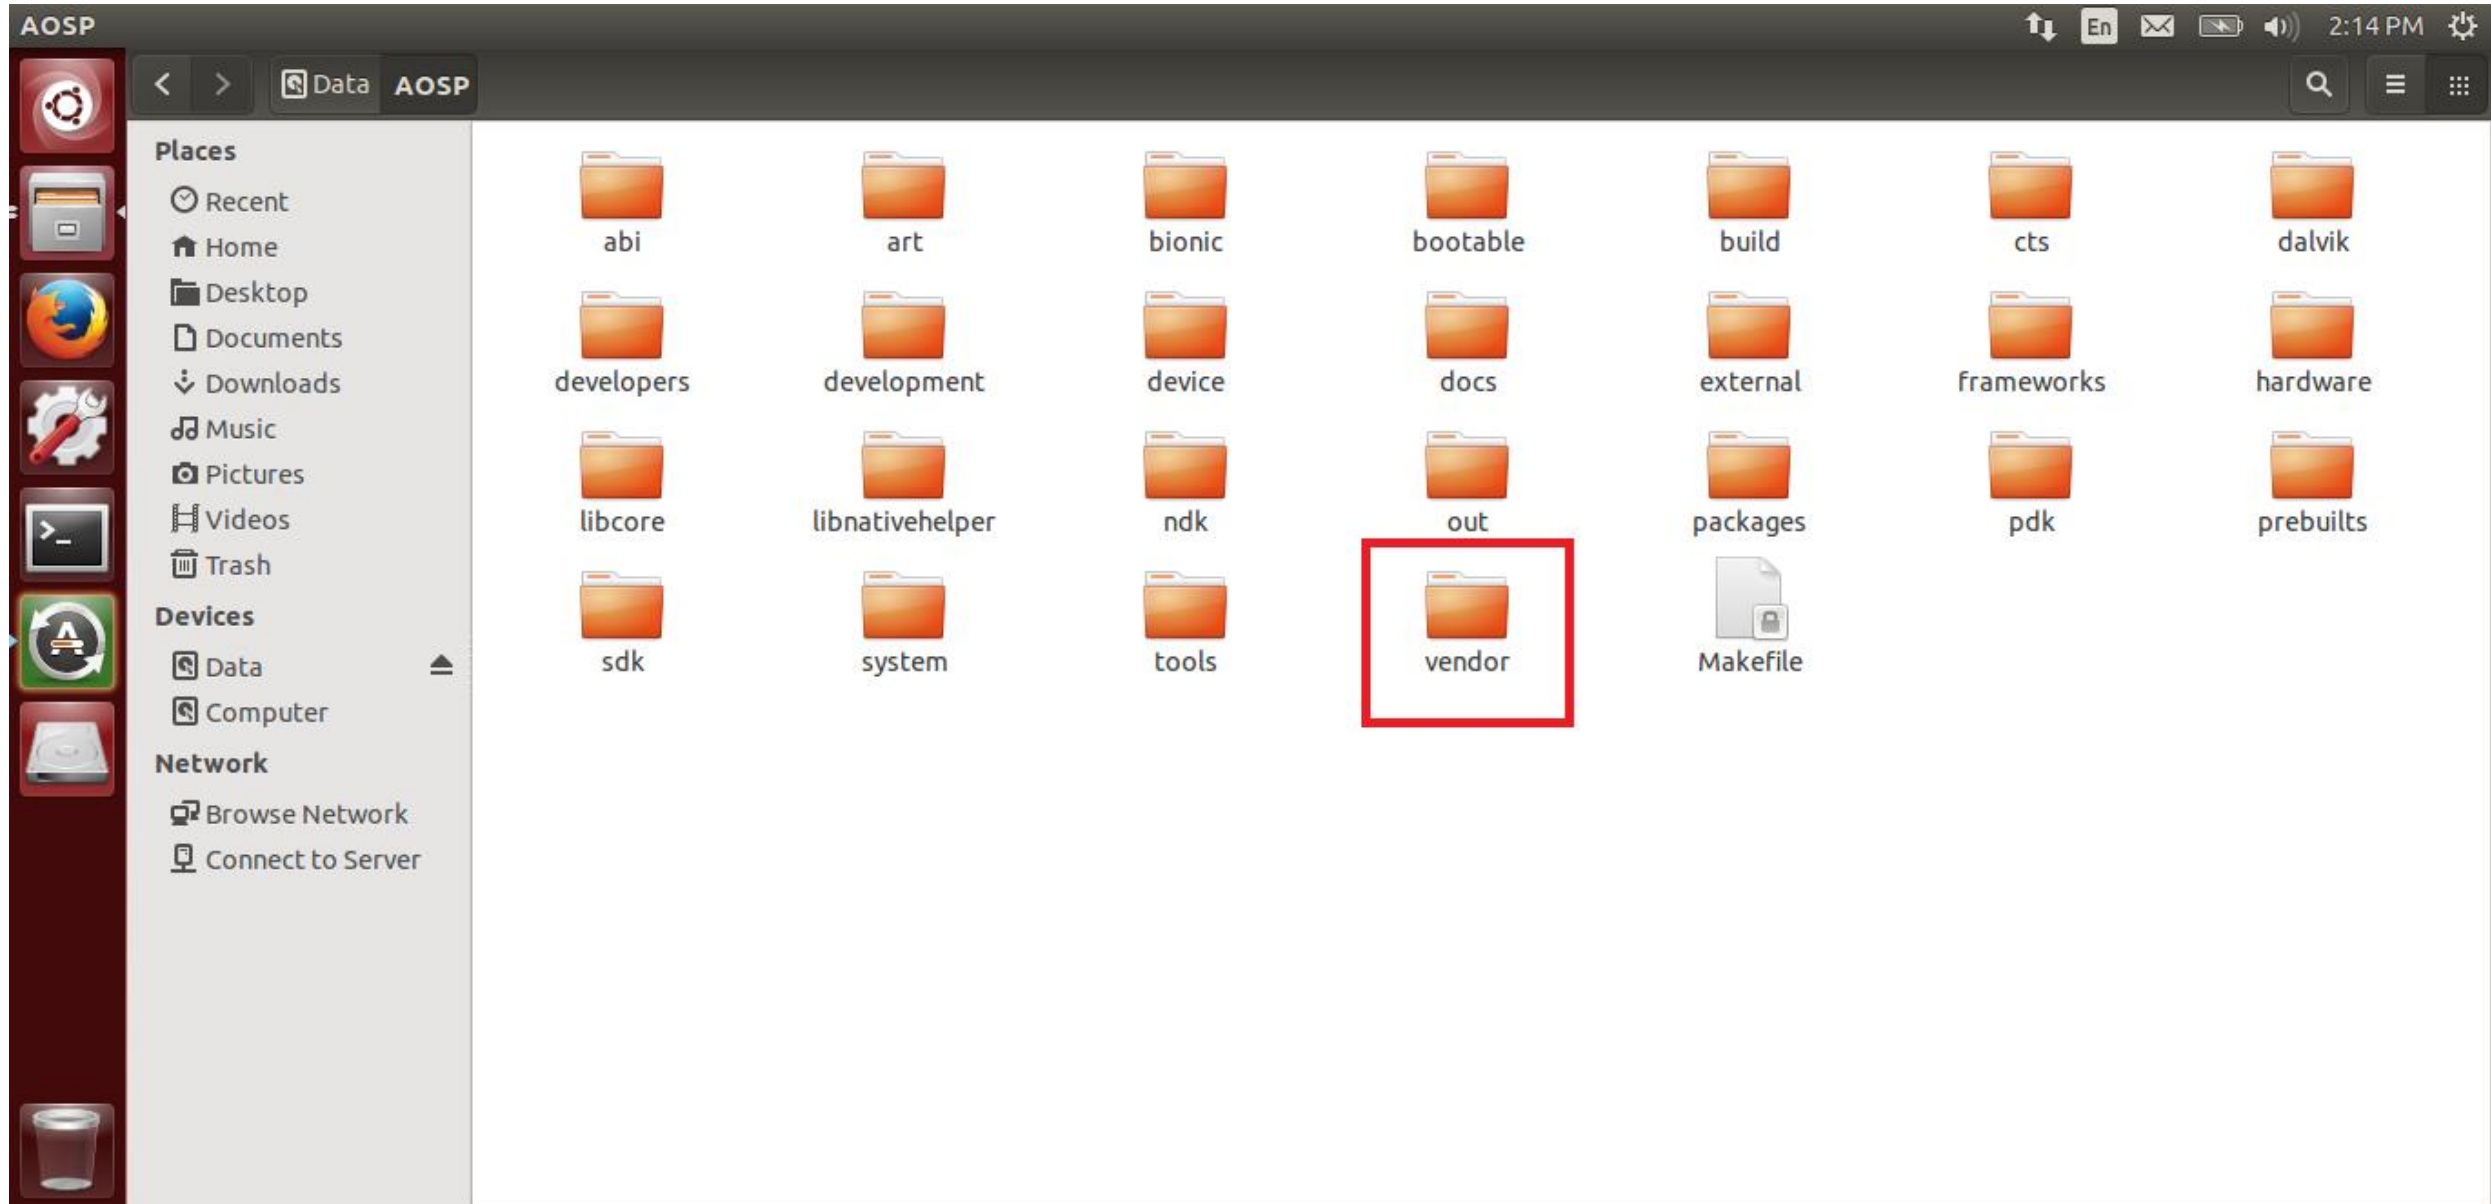 AOSP
En
2:14 PM
Data AOSP
Places
Recent
Home
Desktop
Documents
Downloads
Music
Pictures
Videos
Trash
Devices
Data
Computer
Network
Browse Network
Connect to Server
abi art bionic bootable build cts dalvik
developers development device docs external frameworks hardware
libcore libnativehelper ndk out packages pdk prebuilts
sdk system tools vendor Makefile